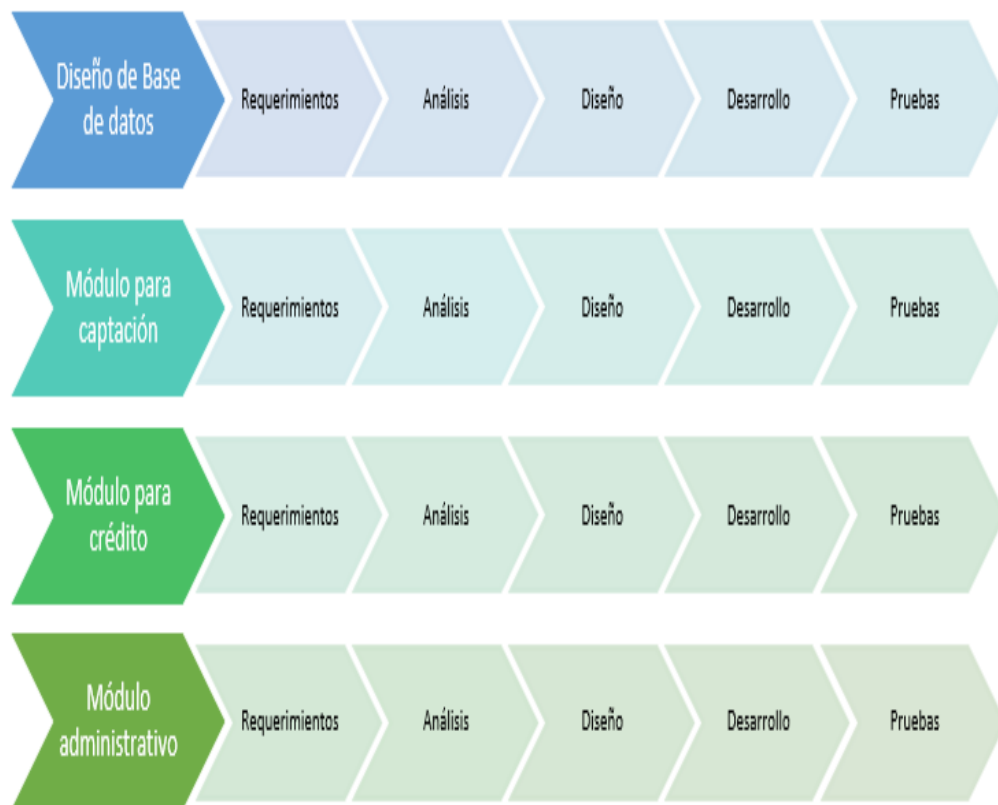 Diseño de Base
de datos
Requerimientos
Análisis
Diseño
Desarrollo
Pruebas
Módulo para
captación
Requerimientos
Análisis
Diseño
Desarrollo
Pruebas
Módulo para
crédito
Requerimientos
Análisis
Diseño
Desarrollo
Pruebas
Módulo
administrativo
Requerimientos
Análisis
Diseño
Desarrollo
Pruebas